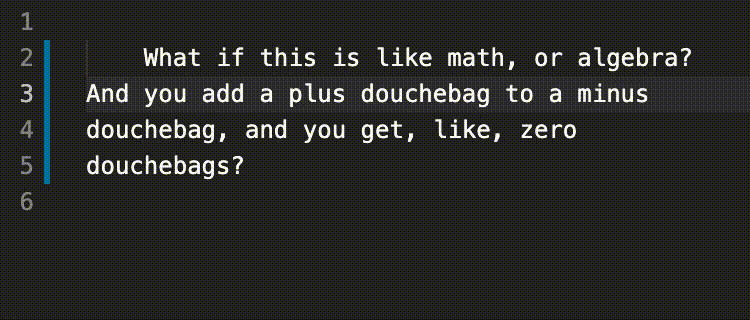 1
2 What if this is like math, or algebra?
3 And you add a plus douchebag to a minus
4 douchebag, and you get, like, zero
5 douchebags?
6